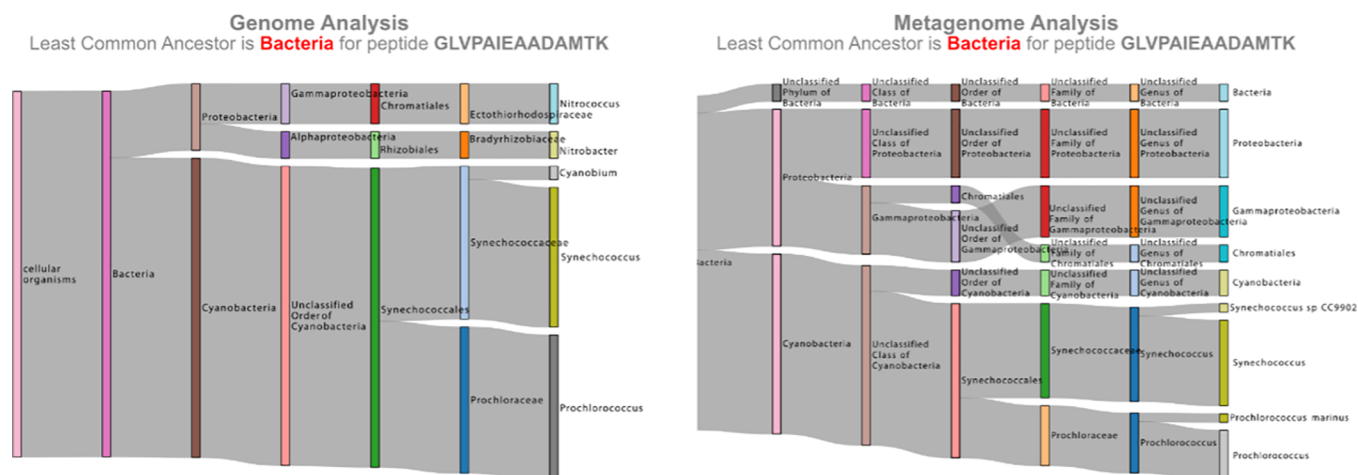 Genome Analysis
Least Common Ancestor is Bacteria for peptide GLVPAIEAADAMTK
cellular
organisms
Bacteria
Proteobacteria
Cyanobacteria
Gammaproteobacteria
Alphaproteobacteria
Unclassified
Order of
Cyanobacteria
Chromatiales
Rhizobiales
Synechococcales
Ectothiorhodospiraceae
Bradyrhizobiaceae
Synechococcaceae
Prochloraceae
Nitrococcus
Nitrobacter
Cyanobium
Synechococcus
Prochlorococcus
Metagenome Analysis
Least Common Ancestor is Bacteria for peptide GLVPAIEAADAMTK
Bacteria
Unclassified
Phylum of
Bacteria
Proteobacteria
Cyanobacteria
Unclassified
Class of
Bacteria
Unclassified
Class of
Proteobacteria
Gammaproteobacteria
Unclassified
Class of
Cyanobacteria
Unclassified
Order of
Bacteria
Unclassified
Order of
Proteobacteria
Chromatiales
Unclassified
Order of
Gammaproteobacteria
Unclassified
Order of
Cyanobacteria
Synechococcales
Unclassified
Family of
Bacteria
Unclassified
Family of
Proteobacteria
Unclassified
Family of
Gammaproteobacteria
Unclassified
Family of
Chromatiales
Unclassified
Family of
Cyanobacteria
Synechococcaceae
Prochloraceae
Unclassified
Genus of
Bacteria
Unclassified
Genus of
Proteobacteria
Unclassified
Genus of
Gammaproteobacteria
Unclassified
Genus of
Chromatiales
Unclassified
Genus of
Cyanobacteria
Synechococcus
Prochlorococcus
Bacteria
Proteobacteria
Gammaproteobacteria
Chromatiales
Cyanobacteria
Synechococcus sp CC9902
Synechococcus
Prochlorococcus marinus
Prochlorococcus